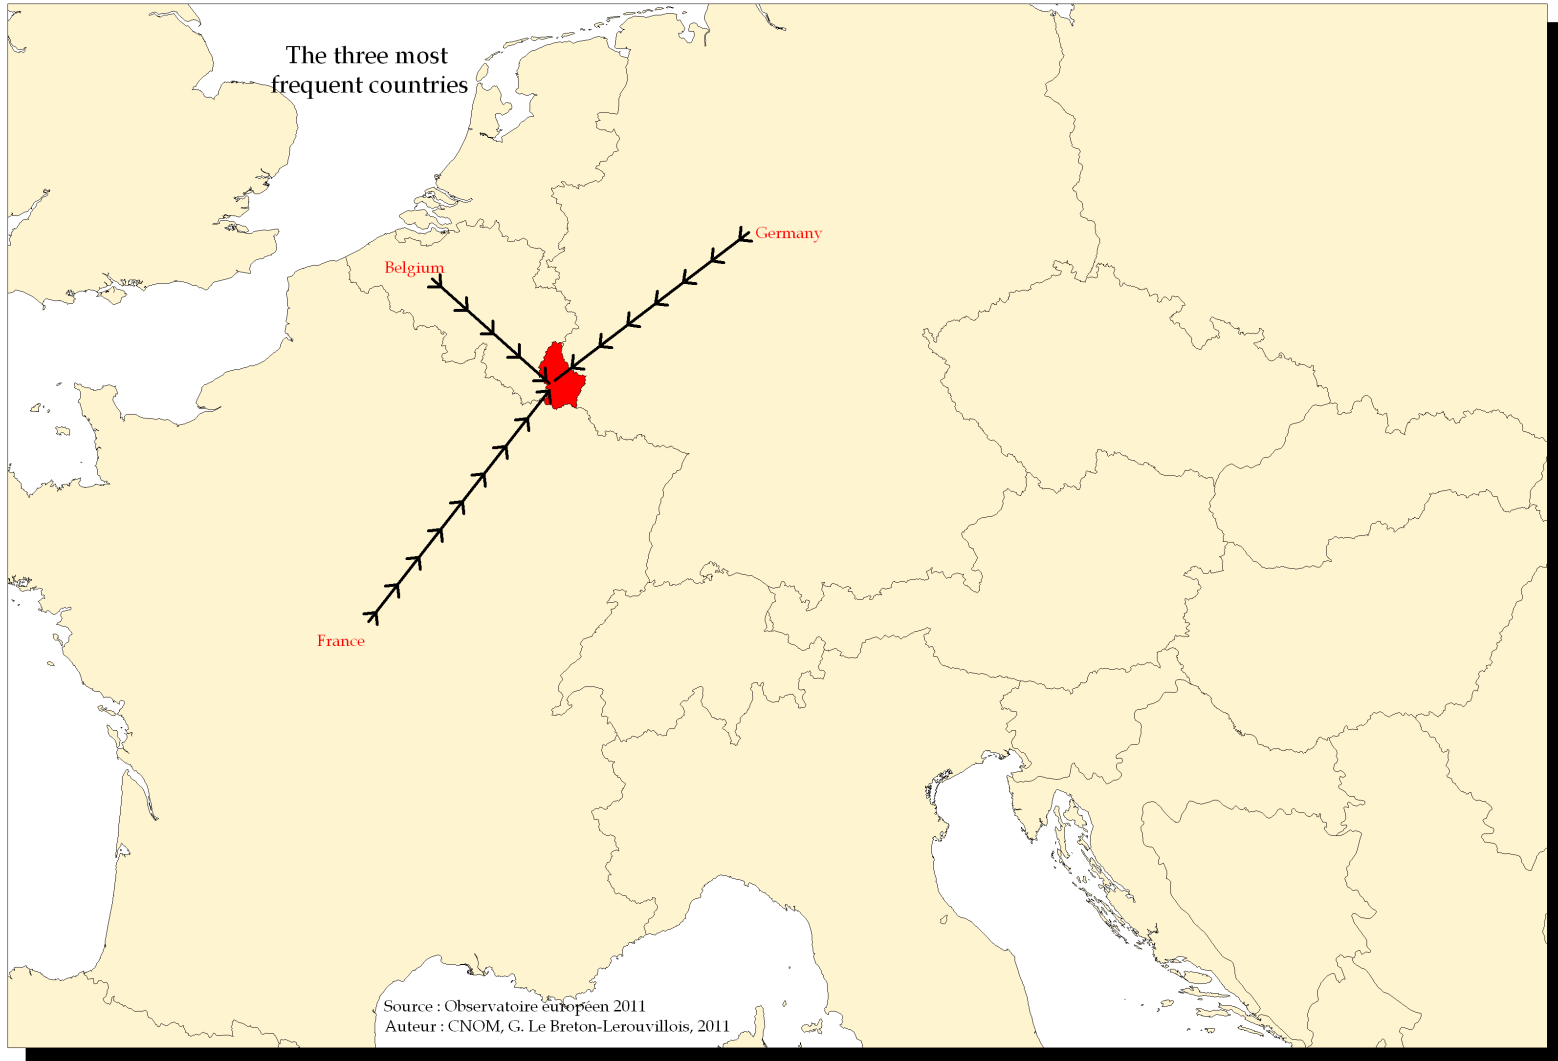 The three most
frequent countries
Germany
Belgium
France
Source : Observatoire européen 2011
Auteur : CNOM, G. Le Breton-Lerouvillois, 2011